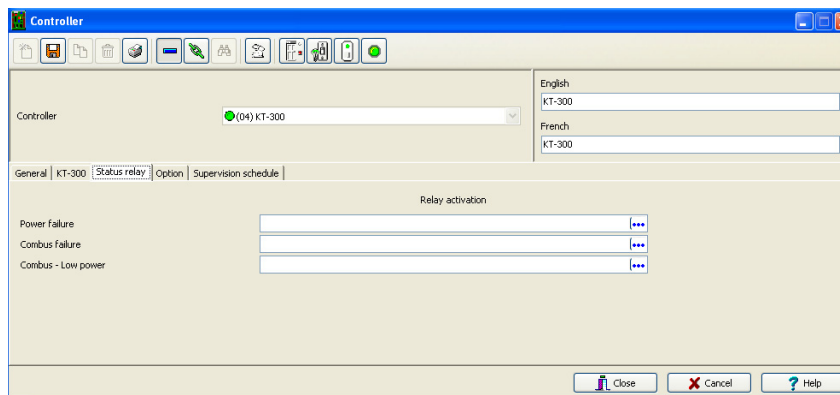 Controller
English
KT-300
Controller
(04) KT-300
French
KT-300
General KT-300 Status relay Option Supervision schedule
Relay activation
Power failure
Combus failure
Combus - Low power
Close Cancel Help